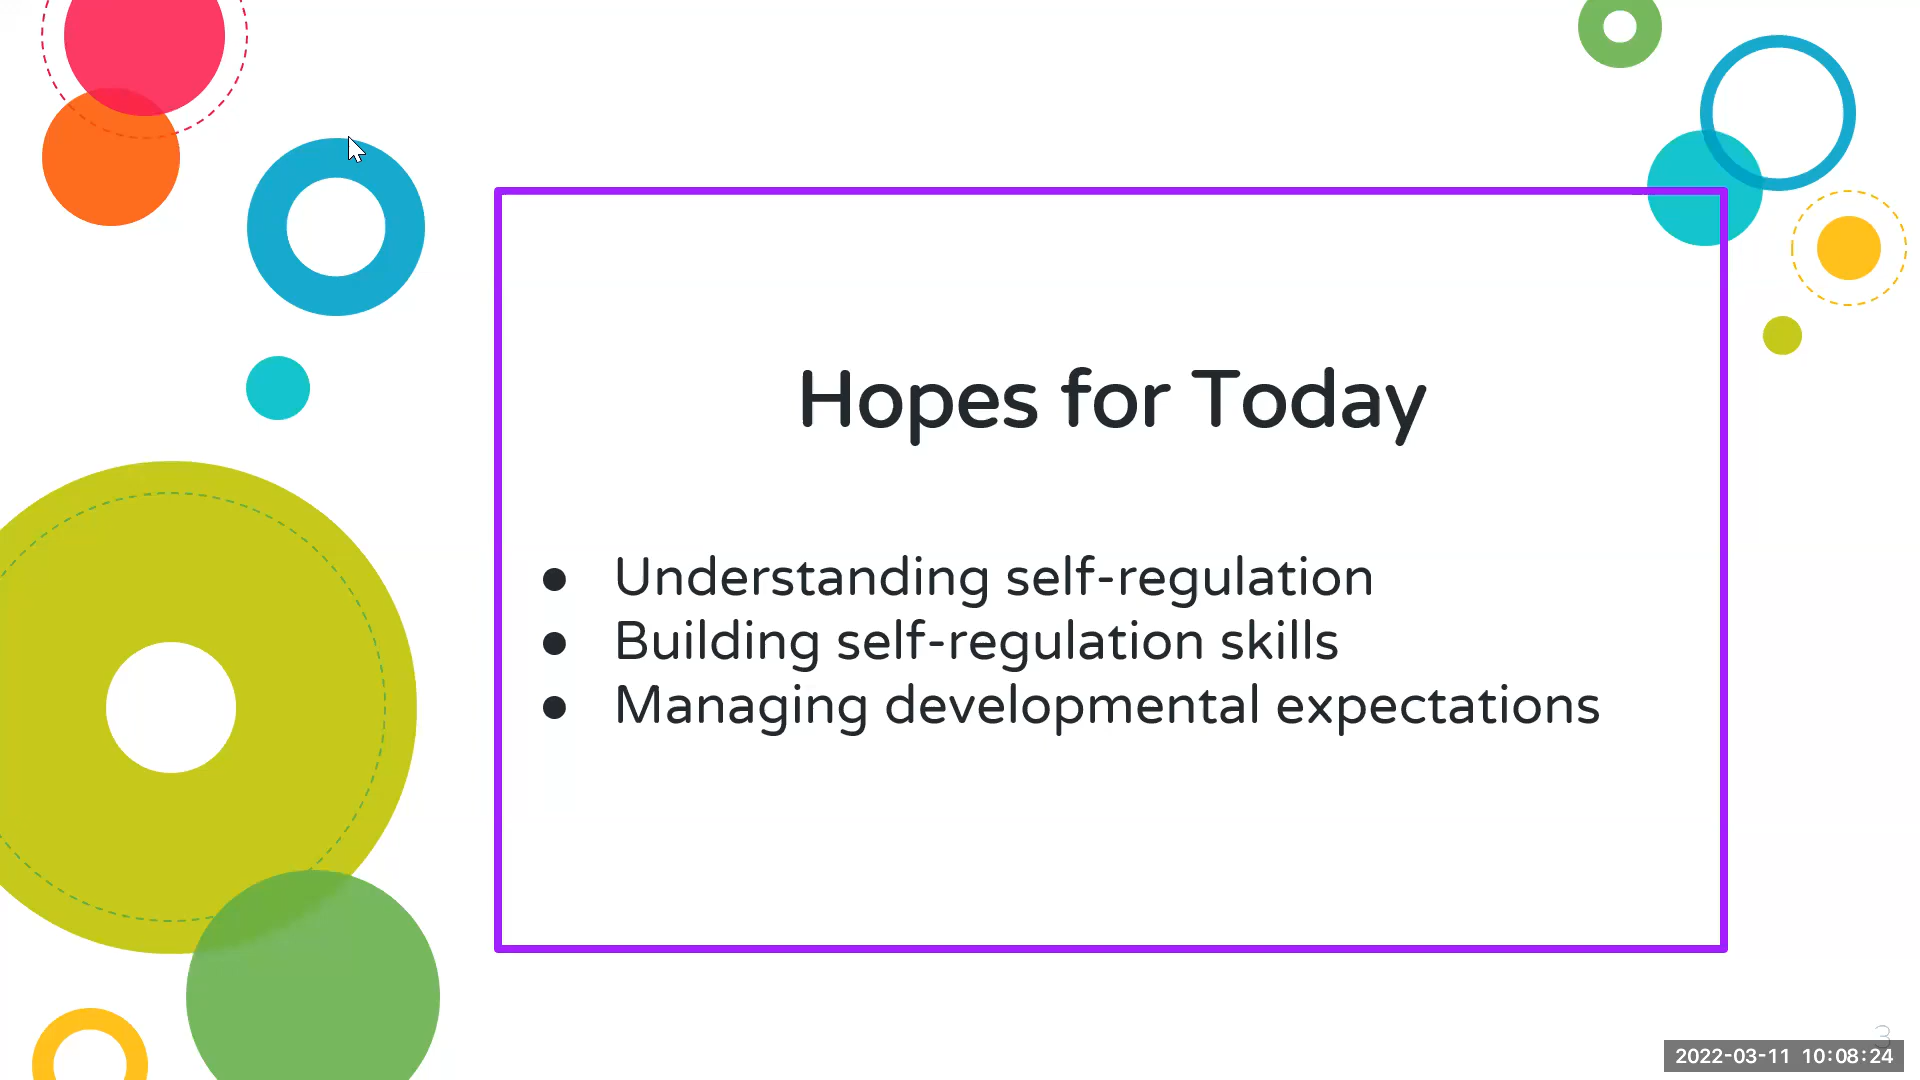 Hopes for Today
● Understanding self-regulation
● Building self-regulation skills
● Managing developmental expectations
3
2022-03-11 10:08:24